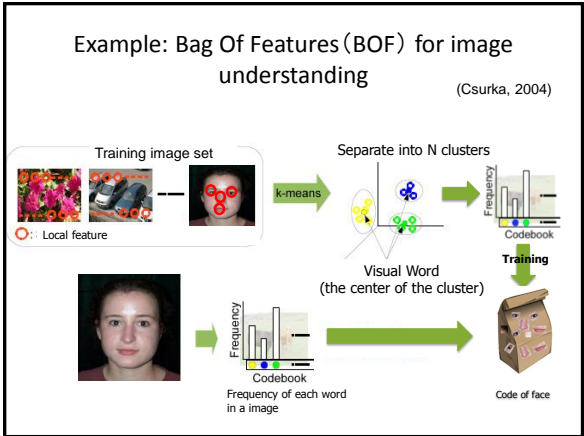 Example: Bag Of Features（BOF）for image
understanding
(Csurka, 2004)
Training image set
Local feature
k-means
Separate into N clusters
Visual Word
(the center of the cluster)
Frequency
Codebook
Training
Frequency
Codebook
Frequency of each word
in a image
Code of face